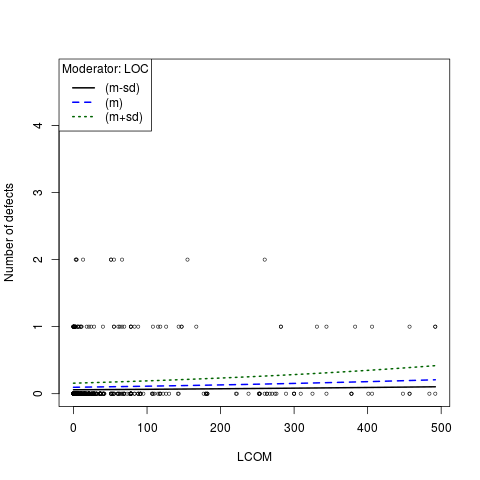 Moderator: LOC
(m-sd)
(m)
(m+sd)
Number of defects
4
3
2
1
0
0 100 200 300 400 500
LCOM